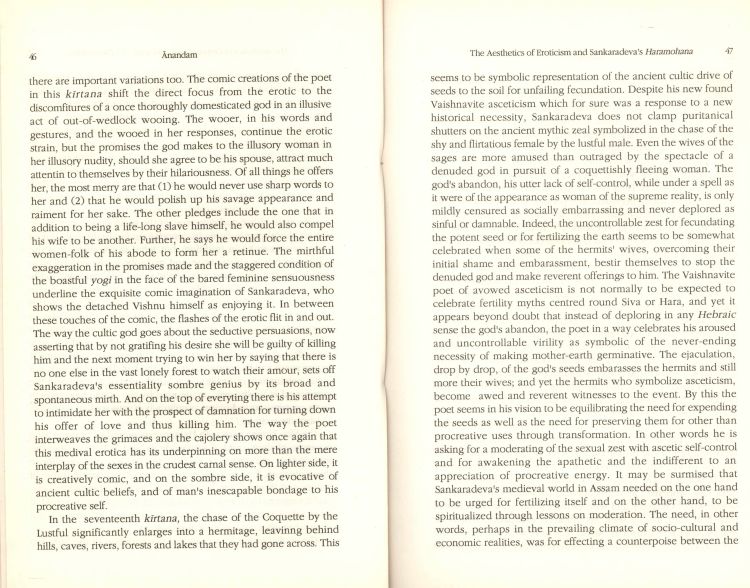 46
Ānandam
there are important variations too. The comic creations of the poet
in this kīrtana shift the direct focus from the erotic to the
discomfitures of a once thoroughly domesticated god in an illusive
act of out-of-wedlock wooing. The wooer, in his words and
gestures, and the wooed in her responses, continue the erotic
strain, but the promises the god makes to the illusory woman in
her illusory nudity, should she agree to be his spouse, attract much
attentin to themselves by their hilariousness. Of all things he offers
her, the most merry are that (1) he would never use sharp words to
her and (2) that he would polish up his savage appearance and
raiment for her sake. The other pledges include the one that in
addition to being a life-long slave himself, he would also compel
his wife to be another. Further, he says he would force the entire
women-folk of his abode to form her a retinue. The mirthful
exaggeration in the promises made and the staggered condition of
the boastful yogi in the face of the bared feminine sensuousness
underline the exquisite comic imagination of Sankaradeva, who
shows the detached Vishnu himself as enjoying it. In between
these touches of the comic, the flashes of the erotic flit in and out.
The way the cultic god goes about the seductive persuasions, now
asserting that by not gratifing his desire she will be guilty of killing
him and the next moment trying to win her by saying that there is
no one else in the vast lonely forest to watch their amour, sets off
Sankaradeva's essentiality sombre genius by its broad and
spontaneous mirth. And on the top of everyting there is his attempt
to intimidate her with the prospect of damnation for turning down
his offer of love and thus killing him. The way the poet
interweaves the grimaces and the cajolery shows once again that
this medival erotica has its underpinning on more than the mere
interplay of the sexes in the crudest carnal sense. On lighter side, it
is creatively comic, and on the sombre side, it is evocative of
ancient cultic beliefs, and of man's inescapable bondage to his
procreative self.
In the seventeenth kīrtana, the chase of the Coquette by the
Lustful significantly enlarges into a hermitage, leavinng behind
hills, caves, rivers, forests and lakes that they had gone across. This
The Aesthetics of Eroticism and Sankaradeva's Haramohana
47
seems to be symbolic representation of the ancient cultic drive of
seeds to the soil for unfailing fecundation. Despite his new found
Vaishnavite asceticism which for sure was a response to a new
historical necessity, Sankaradeva does not clamp puritanical
shutters on the ancient mythic zeal symbolized in the chase of the
shy and flirtatious female by the lustful male. Even the wives of the
sages are more amused than outraged by the spectacle of a
denuded god in pursuit of a coquettishly fleeing woman. The
god's abandon, his utter lack of self-control, while under a spell as
it were of the appearance as woman of the supreme reality, is only
mildly censured as socially embarrassing and never deplored as
sinful or damnable. Indeed, the uncontrollable zest for fecundating
the potent seed or for fertilizing the earth seems to be somewhat
celebrated when some of the hermits' wives, overcoming their
initial shame and embarassment, bestir themselves to stop the
denuded god and make reverent offerings to him. The Vaishnavite
poet of avowed asceticism is not normally to be expected to
celebrate fertility myths centred round Siva or Hara, and yet it
appears beyond doubt that instead of deploring in any Hebraic
sense the god's abandon, the poet in a way celebrates his aroused
and uncontrollable virility as symbolic of the never-ending
necessity of making mother-earth germinative. The ejaculation,
drop by drop, of the god's seeds embarasses the hermits and still
more their wives; and yet the hermits who symbolize asceticism,
become awed and reverent witnesses to the event. By this the
poet seems in his vision to be equilibrating the need for expending
the seeds as well as the need for preserving them for other than
procreative uses through transformation. In other words he is
asking for a moderating of the sexual zest with ascetic self-control
and for awakening the apathetic and the indifferent to an
appreciation of procreative energy. It may be surmised that
Sankaradeva's medieval world in Assam needed on the one hand
to be urged for fertilizing itself and on the other hand, to be
spiritualized through lessons on moderation. The need, in other
words, perhaps in the prevailing climate of socio-cultural and
economic realities, was for effecting a counterpoise between the